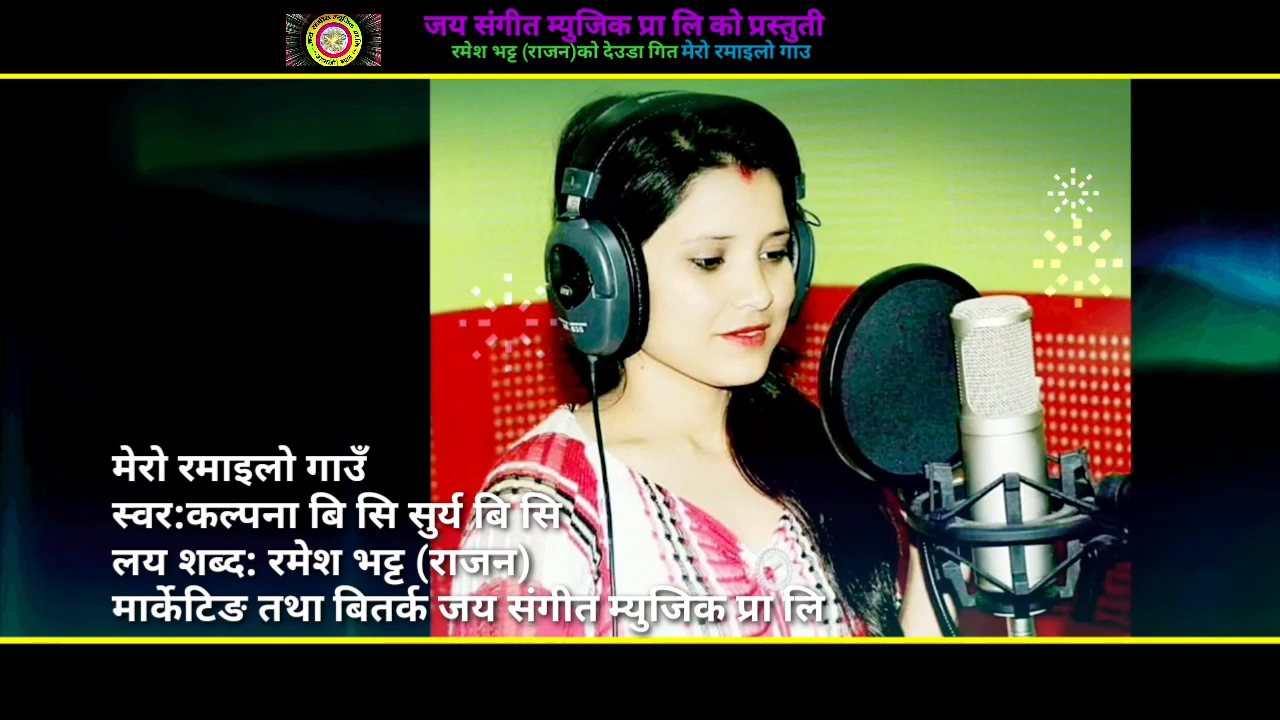 जय संगीत म्युजिक प्रा लि को प्रस्तुती
रमेश भट्ट (राजन)को देउडा गित मेरो रमाइलो गाउ
मेरो रमाइलो गाउँ
स्वर:कल्पना बि सि सुर्य बि सि
लय शब्द: रमेश भट्ट (राजन)
मार्केटिङ तथा बितर्क जय संगीत म्युजिक प्रा लि